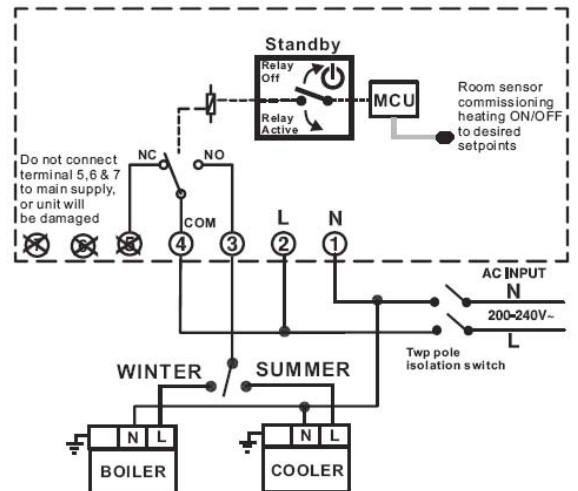 Standby
Relay
Off
Relay
Active
MCU
Room sensor
commissioning
heating ON/OFF
to desired
setpoints
Do not connect
terminal 5,6 & 7
to main supply,
or unit will
be damaged
NC
NO
COM
L
N
7
6
5
4
3
2
1
AC INPUT
N
200-240V~
L
Twp pole
isolation switch
WINTER
SUMMER
N L
BOILER
N L
COOLER